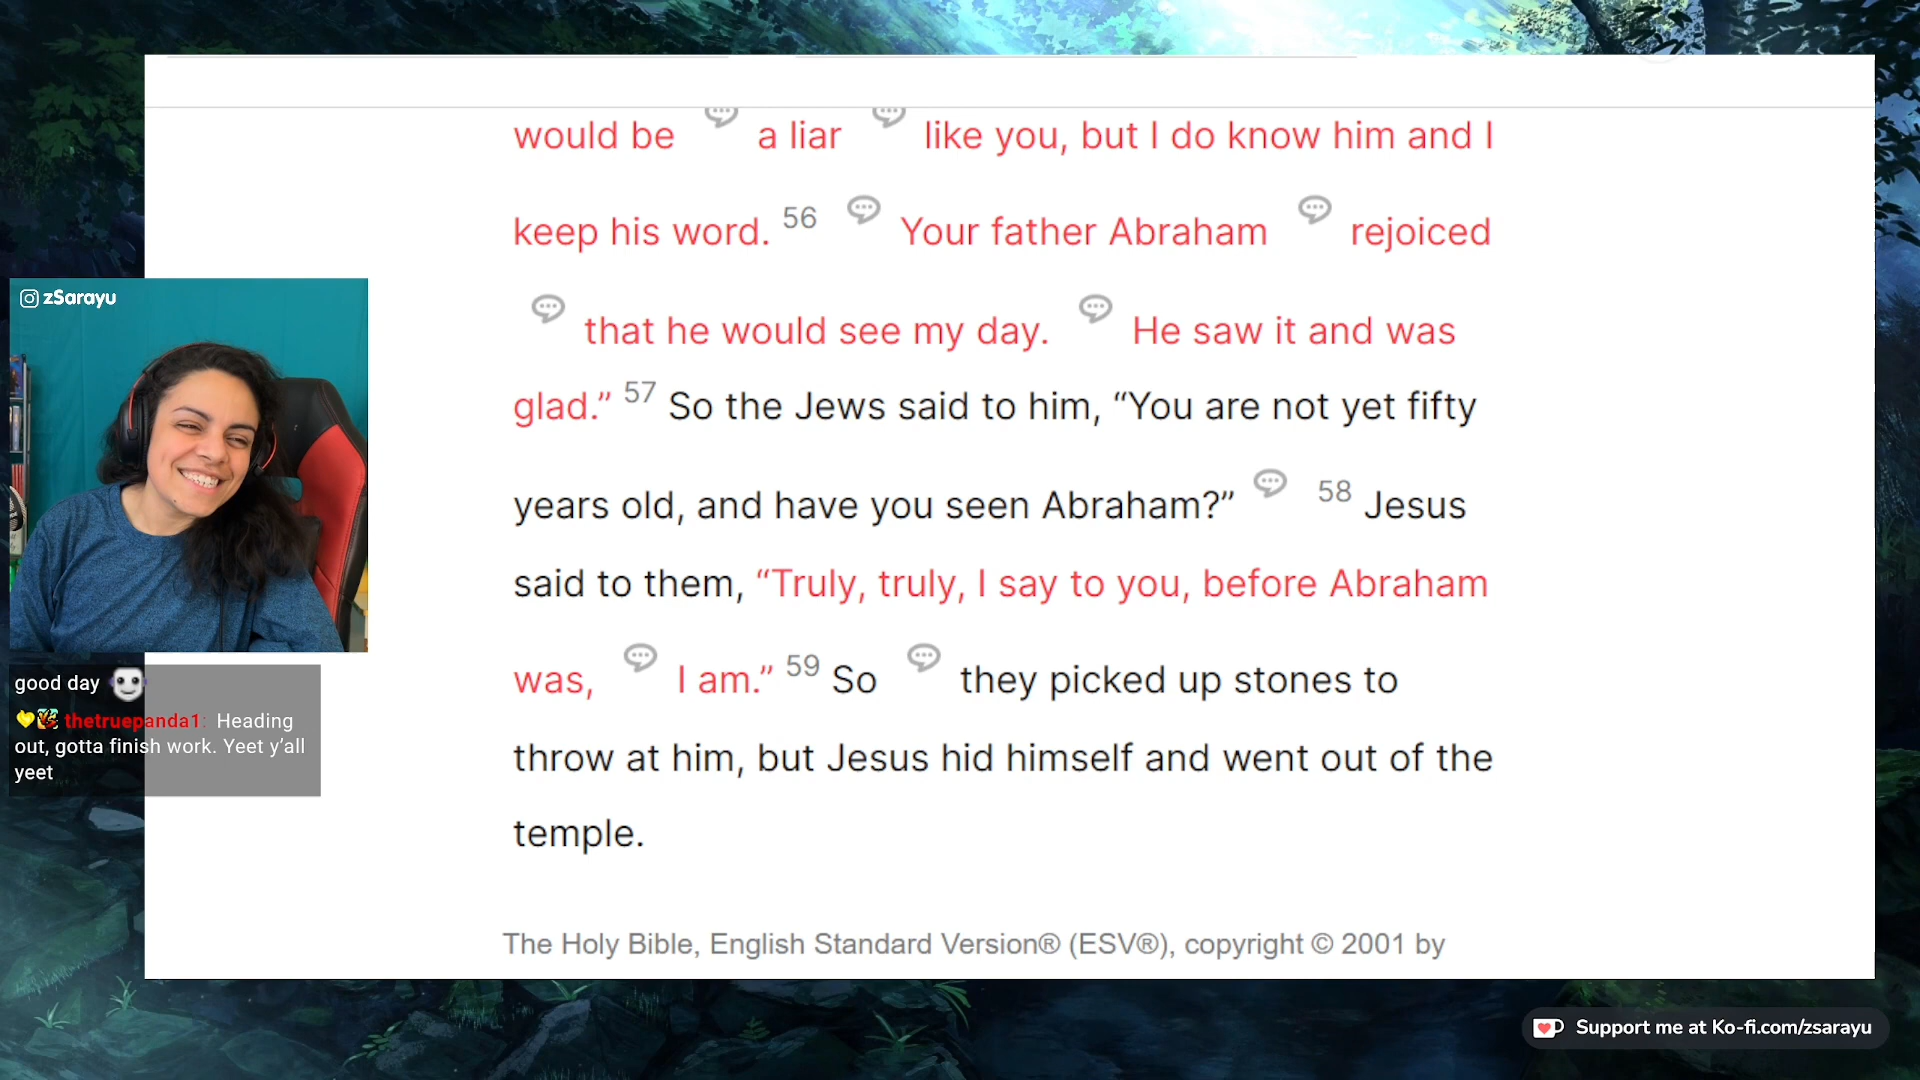 would be a liar like you, but I do know him and I
keep his word. 56 Your father Abraham rejoiced
that he would see my day. He saw it and was
glad.” 57 So the Jews said to him, “You are not yet fifty
years old, and have you seen Abraham?” 58 Jesus
said to them, “Truly, truly, I say to you, before Abraham
was, I am.” 59 So they picked up stones to
throw at him, but Jesus hid himself and went out of the
temple.
The Holy Bible, English Standard Version® (ESV®), copyright © 2001 by
zSarayu
good day
thetruepanda1: Heading
out, gotta finish work. Yeet y’all
yeet
Support me at Ko-fi.com/zsarayu